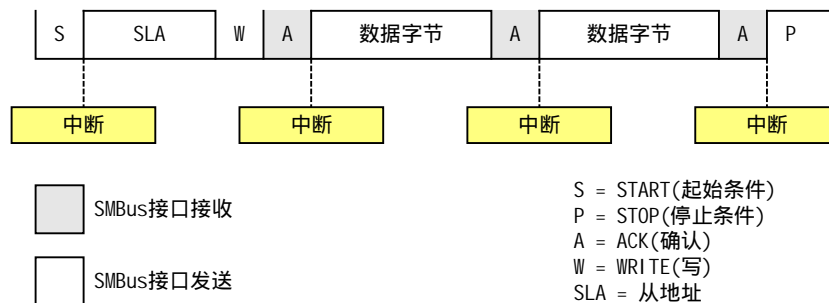 S SLA W A 数据字节 A 数据字节 A P
中断 中断 中断 中断
S = START(起始条件)
SMBus接口接收
P = STOP(停止条件)
A = ACK(确认)
W = WRITE(写)
SMBus接口发送
SLA = 从地址